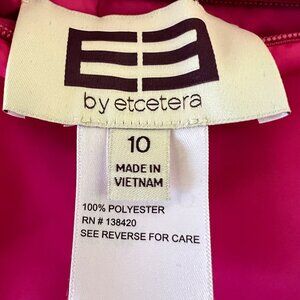 by etcetera
10
MADE IN
VIETNAM
100% POLYESTER
RN # 138420
SEE REVERSE FOR CARE